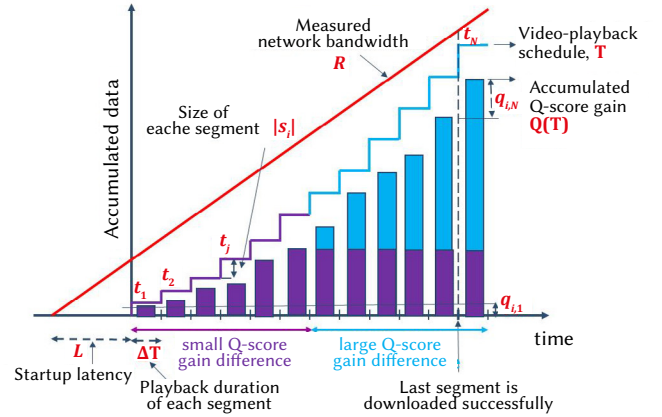 Accumulated data
Measured
network bandwidth
R
t_N
Video-playback
schedule, T
Accumulated
Q-score gain
Q(T)
q_{i,N}
Size of
eache segment |s_i|
t_j
t_2
t_1
q_{i,1}
time
L
ΔT
small Q-score
gain difference
large Q-score
gain difference
Startup latency
Playback duration
of each segment
Last segment is
downloaded successfully